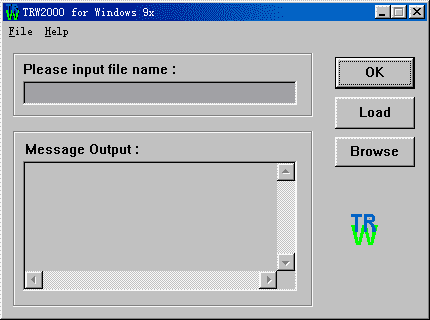 TRW2000 for Windows 9x
File Help
Please input file name :
OK
Load
Message Output :
Browse
TR
W